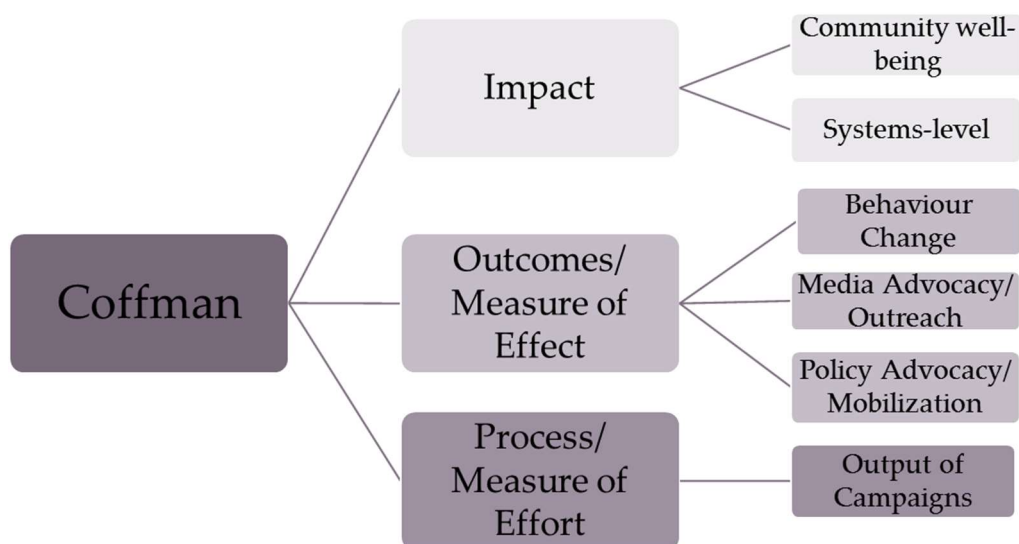 Coffman
Impact
Community well-
being
Systems-level
Outcomes/
Measure of
Effect
Behaviour
Change
Media Advocacy/
Outreach
Policy Advocacy/
Mobilization
Process/
Measure of
Effort
Output of
Campaigns